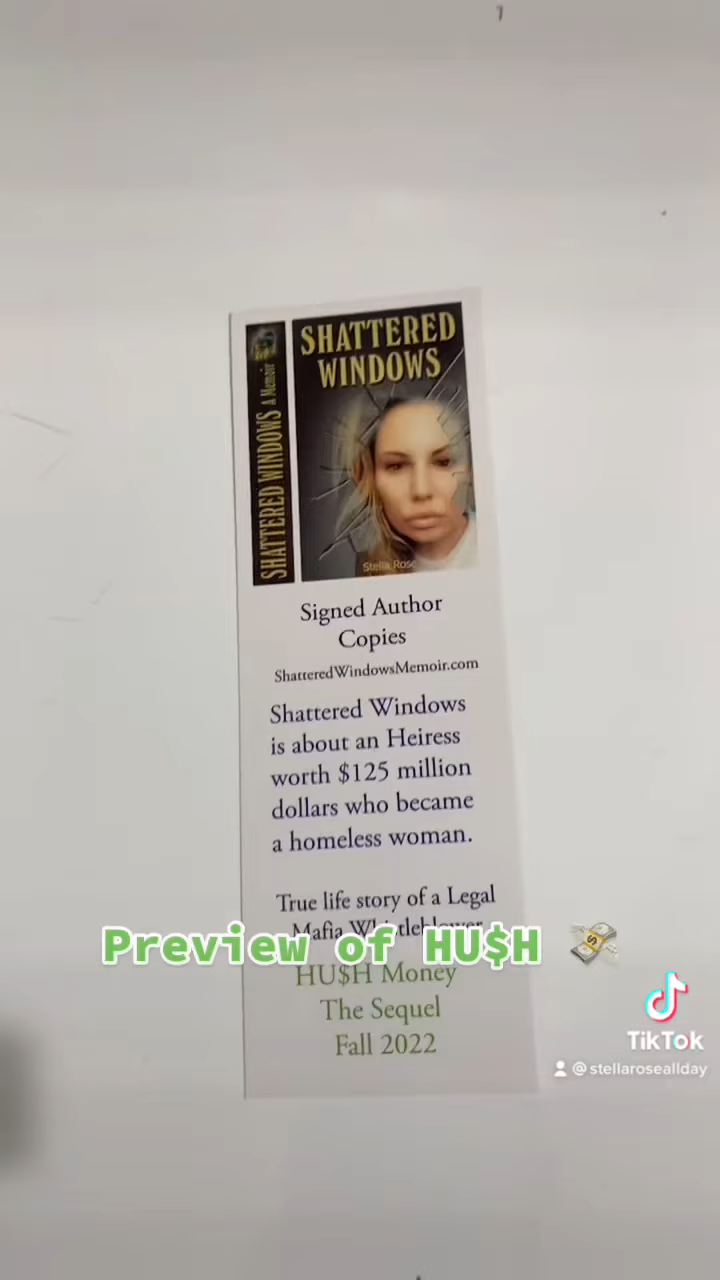 SHATTERED WINDOWS A Memoir
SHATTERED
WINDOWS
Stella Rose
Signed Author
Copies
ShatteredWindowsMemoir.com
Shattered Windows
is about an Heiress
worth $125 million
dollars who became
a homeless woman.
True life story of a Legal
Mafia Whistleblower
Preview of HU$H 💸
HU$H Money
The Sequel
Fall 2022
TikTok
@stellaroseallday